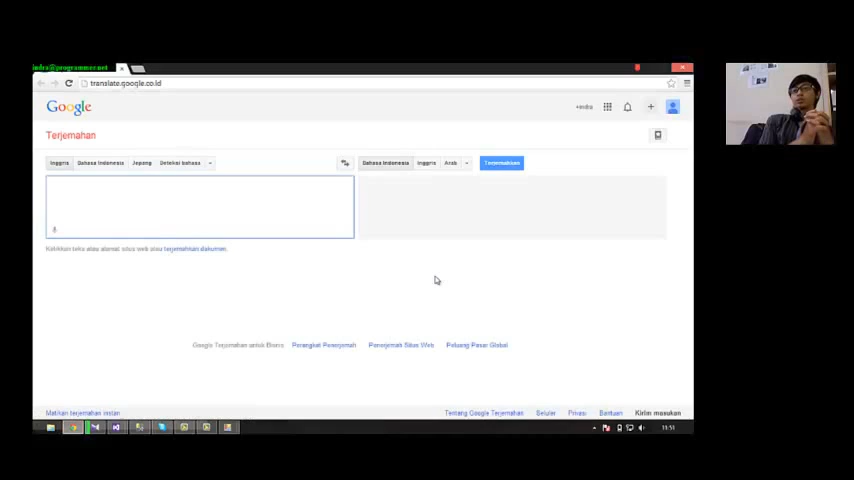 indra@programmer.net
translate.google.co.id
Google
+Indra
Terjemahan
Inggris Bahasa Indonesia Jepang Deteksi bahasa
Bahasa Indonesia Inggris Arab Terjemahkan
Ketikkan teks atau alamat situs web atau terjemahkan dokumen.
Google Terjemahan untuk Bisnis Perangkat Penerjemah Penerjemah Situs Web Peluang Pasar Global
Matikan terjemahan instan
Tentang Google Terjemahan Seluler Privasi Bantuan Kirim masukan
11:51